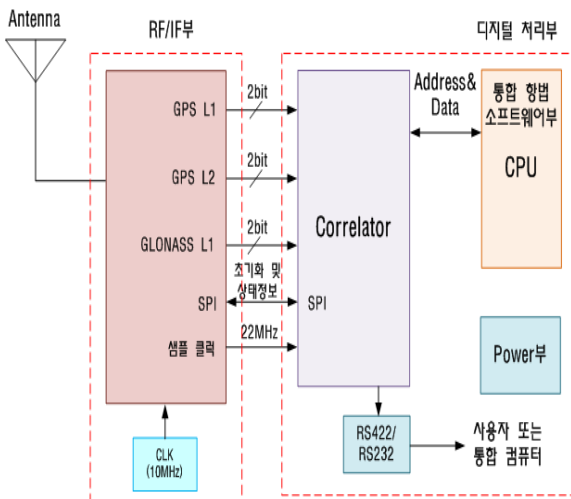 Antenna
RF/IF부
디지털 처리부
GPS L1
2bit
GPS L2
2bit
GLONASS L1
2bit
초기화 및
상태정보
SPI
SPI
샘플 클럭
22MHz
CLK
(10MHz)
Correlator
Address&
Data
통합 항법
소프트웨어부
CPU
Power부
RS422/
RS232
사용자 또는
통합 컴퓨터